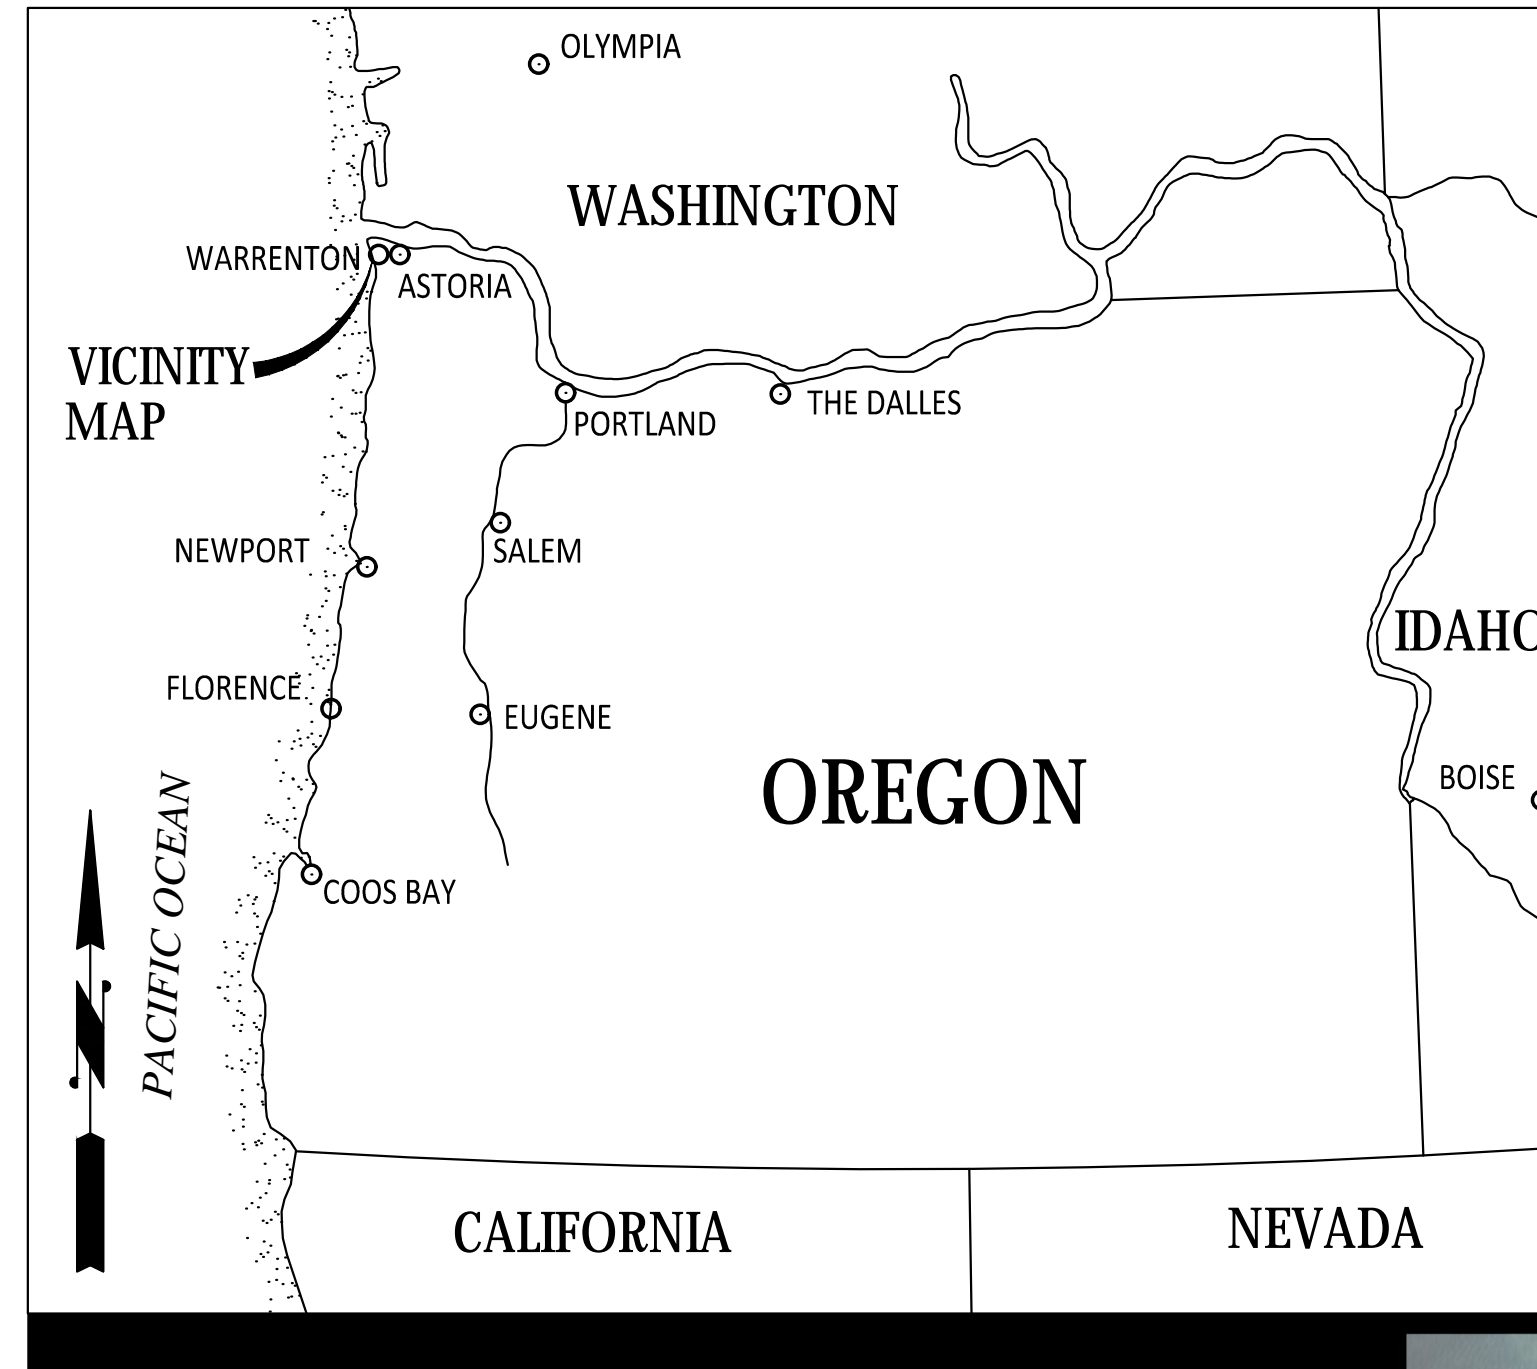 OLYMPIA
WASHINGTON
WARRENTON
ASTORIA
VICINITY
MAP
THE DALLES
PORTLAND
NEWPORT
SALEM
IDAHO
FLORENCE
EUGENE
OREGON
BOISE
PACIFIC OCEAN
COOS BAY
N
CALIFORNIA
NEVADA